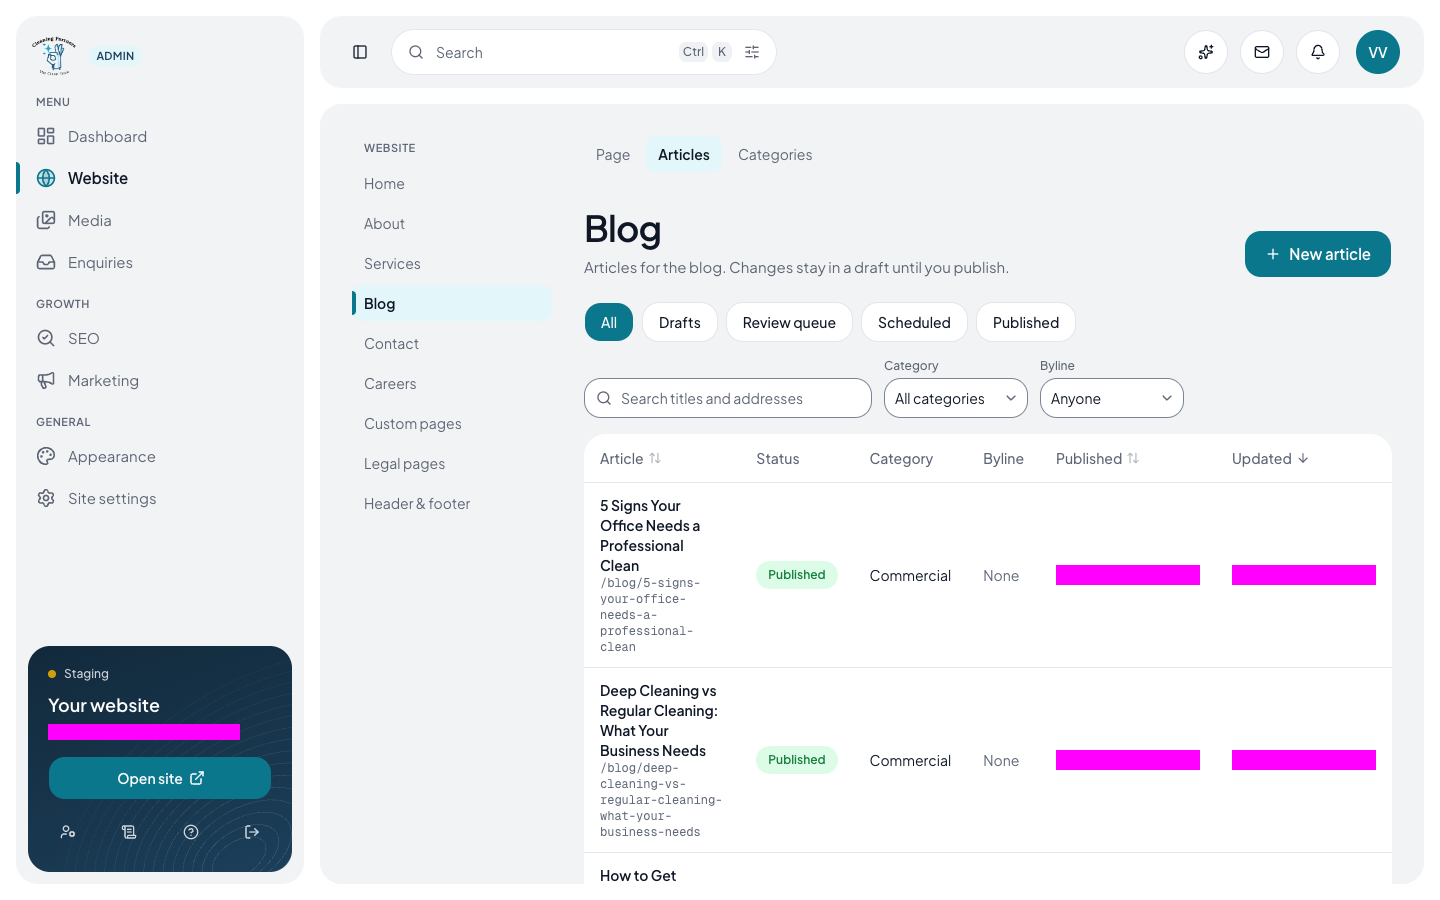 Cleaning Partners
The Clean Team
ADMIN
MENU
Dashboard
Website
Media
Enquiries
GROWTH
SEO
Marketing
GENERAL
Appearance
Site settings
Staging
Your website
Open site
Search
Ctrl K
VV
WEBSITE
Home
About
Services
Blog
Contact
Careers
Custom pages
Legal pages
Header & footer
Page Articles Categories
Blog
Articles for the blog. Changes stay in a draft until you publish.
New article
All Drafts Review queue Scheduled Published
Category Byline
Search titles and addresses All categories Anyone
Article Status Category Byline Published Updated
5 Signs Your
Office Needs a
Professional
Clean
/blog/5-signs-
your-office-
needs-a-
professional-
clean
Published Commercial None
Deep Cleaning vs
Regular Cleaning:
What Your
Business Needs
/blog/deep-
cleaning-vs-
regular-cleaning-
what-your-
business-needs
Published Commercial None
How to Get